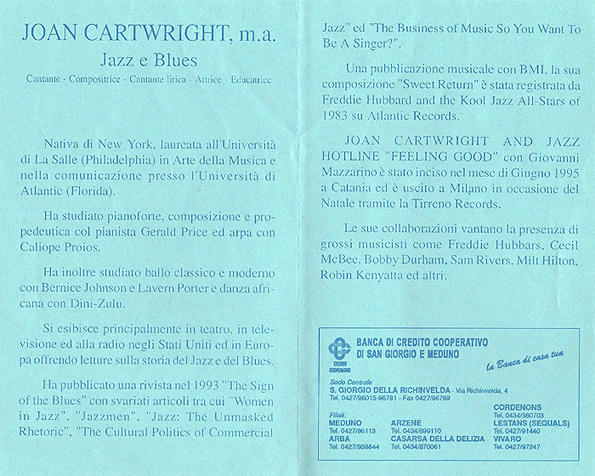 JOAN CARTWRIGHT, m.a.
Jazz e Blues
Cantante - Compositrice - Cantante lirica - Attrice - Educatrice
Nativa di New York, laureata all'Università
di La Salle (Philadelphia) in Arte della Musica e
nella comunicazione presso l'Università di
Atlantic (Florida).
Ha studiato pianoforte, composizione e pro-
pedeutica col pianista Gerald Price ed arpa con
Caliope Proios.
Ha inoltre studiato ballo classico e moderno
con Bernice Johnson e Lavern Porter e danza afri-
cana con Dini-Zulu.
Si esibisce principalmente in teatro, in tele-
visione ed alla radio negli Stati Uniti ed in Euro-
pa offrendo letture sulla storia del Jazz e del Blues.
Ha pubblicato una rivista nel 1993 "The Sign
of the Blues" con svariati articoli tra cui "Women
in Jazz", "Jazzmen", "Jazz: The Unmasked
Rhetoric", "The Cultural Politics of Commercial
Jazz" ed "The Business of Music So You Want To
Be A Singer?".
Una pubblicazione musicale con BMI, la sua
composizione "Sweet Return" è stata registrata da
Freddie Hubbard and the Kool Jazz All-Stars of
1983 su Atlantic Records.
JOAN CARTWRIGHT AND JAZZ
HOTLINE "FEELING GOOD" con Giovanni
Mazzarino è stato inciso nel mese di Giugno 1995
a Catania ed è uscito a Milano in occasione del
Natale tramite la Tirreno Records.
Le sue collaborazioni vantano la presenza di
grossi musicisti come Freddie Hubbars, Cecil
McBee, Bobby Durham, Sam Rivers, Milt Hilton,
Robin Kenyatta ed altri.
CREDITO
COOPERATIVO
BANCA DI CREDITO COOPERATIVO
DI SAN GIORGIO E MEDUNO
la Banca di casa tua
Sede Centrale
S. GIORGIO DELLA RICHINVELDA - Via Richinvelda, 4
Tel. 0427/96015-96781 - Fax 0427/96769
Filiali:
MEDUNO
Tel. 0427/86113
ARBA
Tel. 0427/938844
ARZENE
Tel. 0434/899110
CASARSA DELLA DELIZIA
Tel. 0434/870061
CORDENONS
Tel. 0434/580703
LESTANS (SEQUALS)
Tel. 0427/91440
VIVARO
Tel. 0427/97247